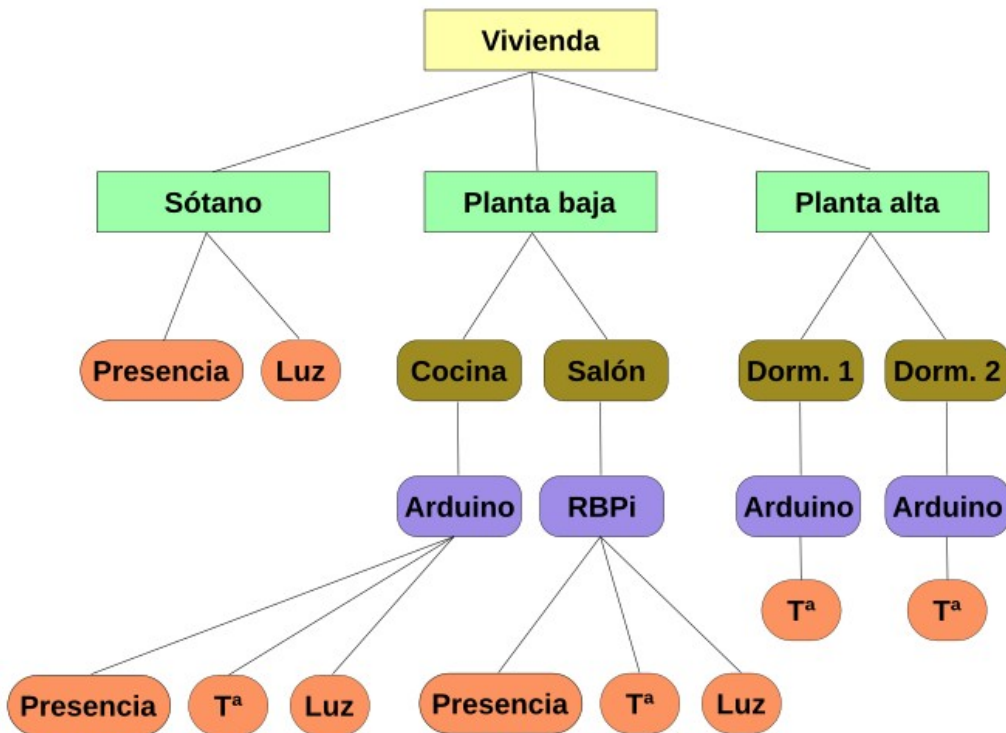 Vivienda
Sótano
Planta baja
Planta alta
Presencia
Luz
Cocina
Salón
Dorm. 1
Dorm. 2
Arduino
RBPi
Arduino
Arduino
Tª
Tª
Presencia
Tª
Luz
Presencia
Tª
Luz